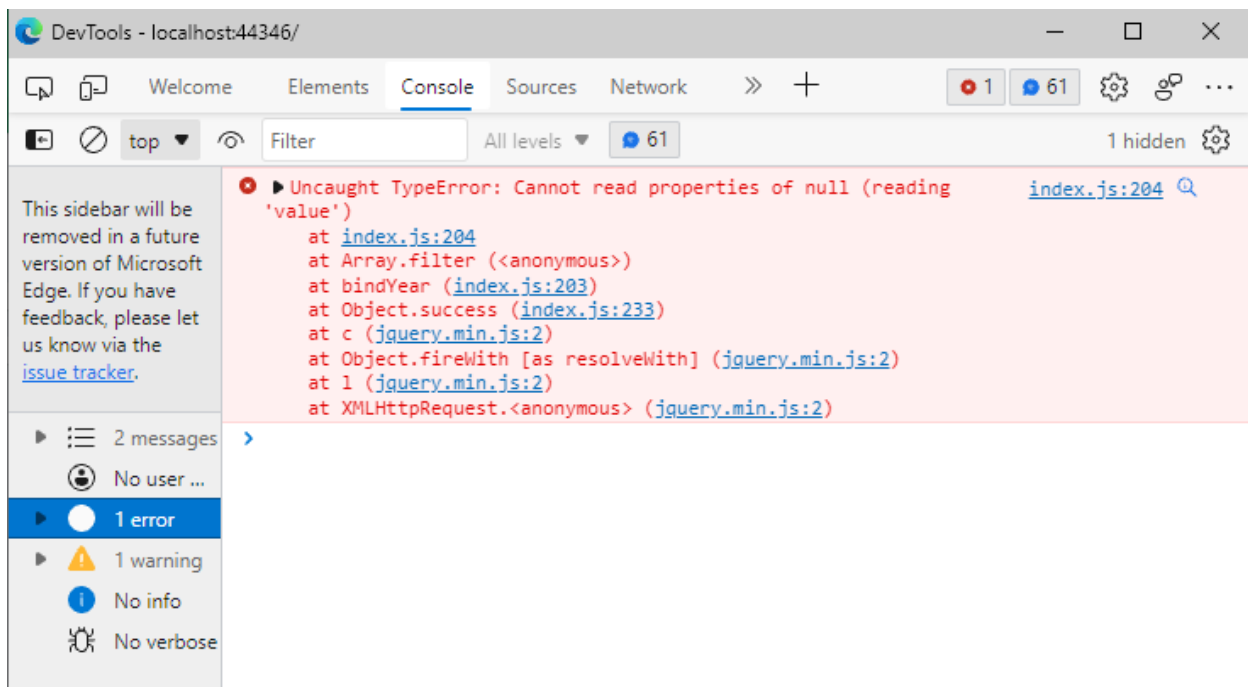 DevTools - localhost:44346/
Welcome Elements Console Sources Network 1 61
top Filter All levels 61 1 hidden
This sidebar will be
removed in a future
version of Microsoft
Edge. If you have
feedback, please let
us know via the
issue tracker.
2 messages
No user ...
1 error
1 warning
No info
No verbose
Uncaught TypeError: Cannot read properties of null (reading index.js:204
'value')
at index.js:204
at Array.filter (<anonymous>)
at bindYear (index.js:203)
at Object.success (index.js:233)
at c (jquery.min.js:2)
at Object.fireWith [as resolveWith] (jquery.min.js:2)
at l (jquery.min.js:2)
at XMLHttpRequest.<anonymous> (jquery.min.js:2)